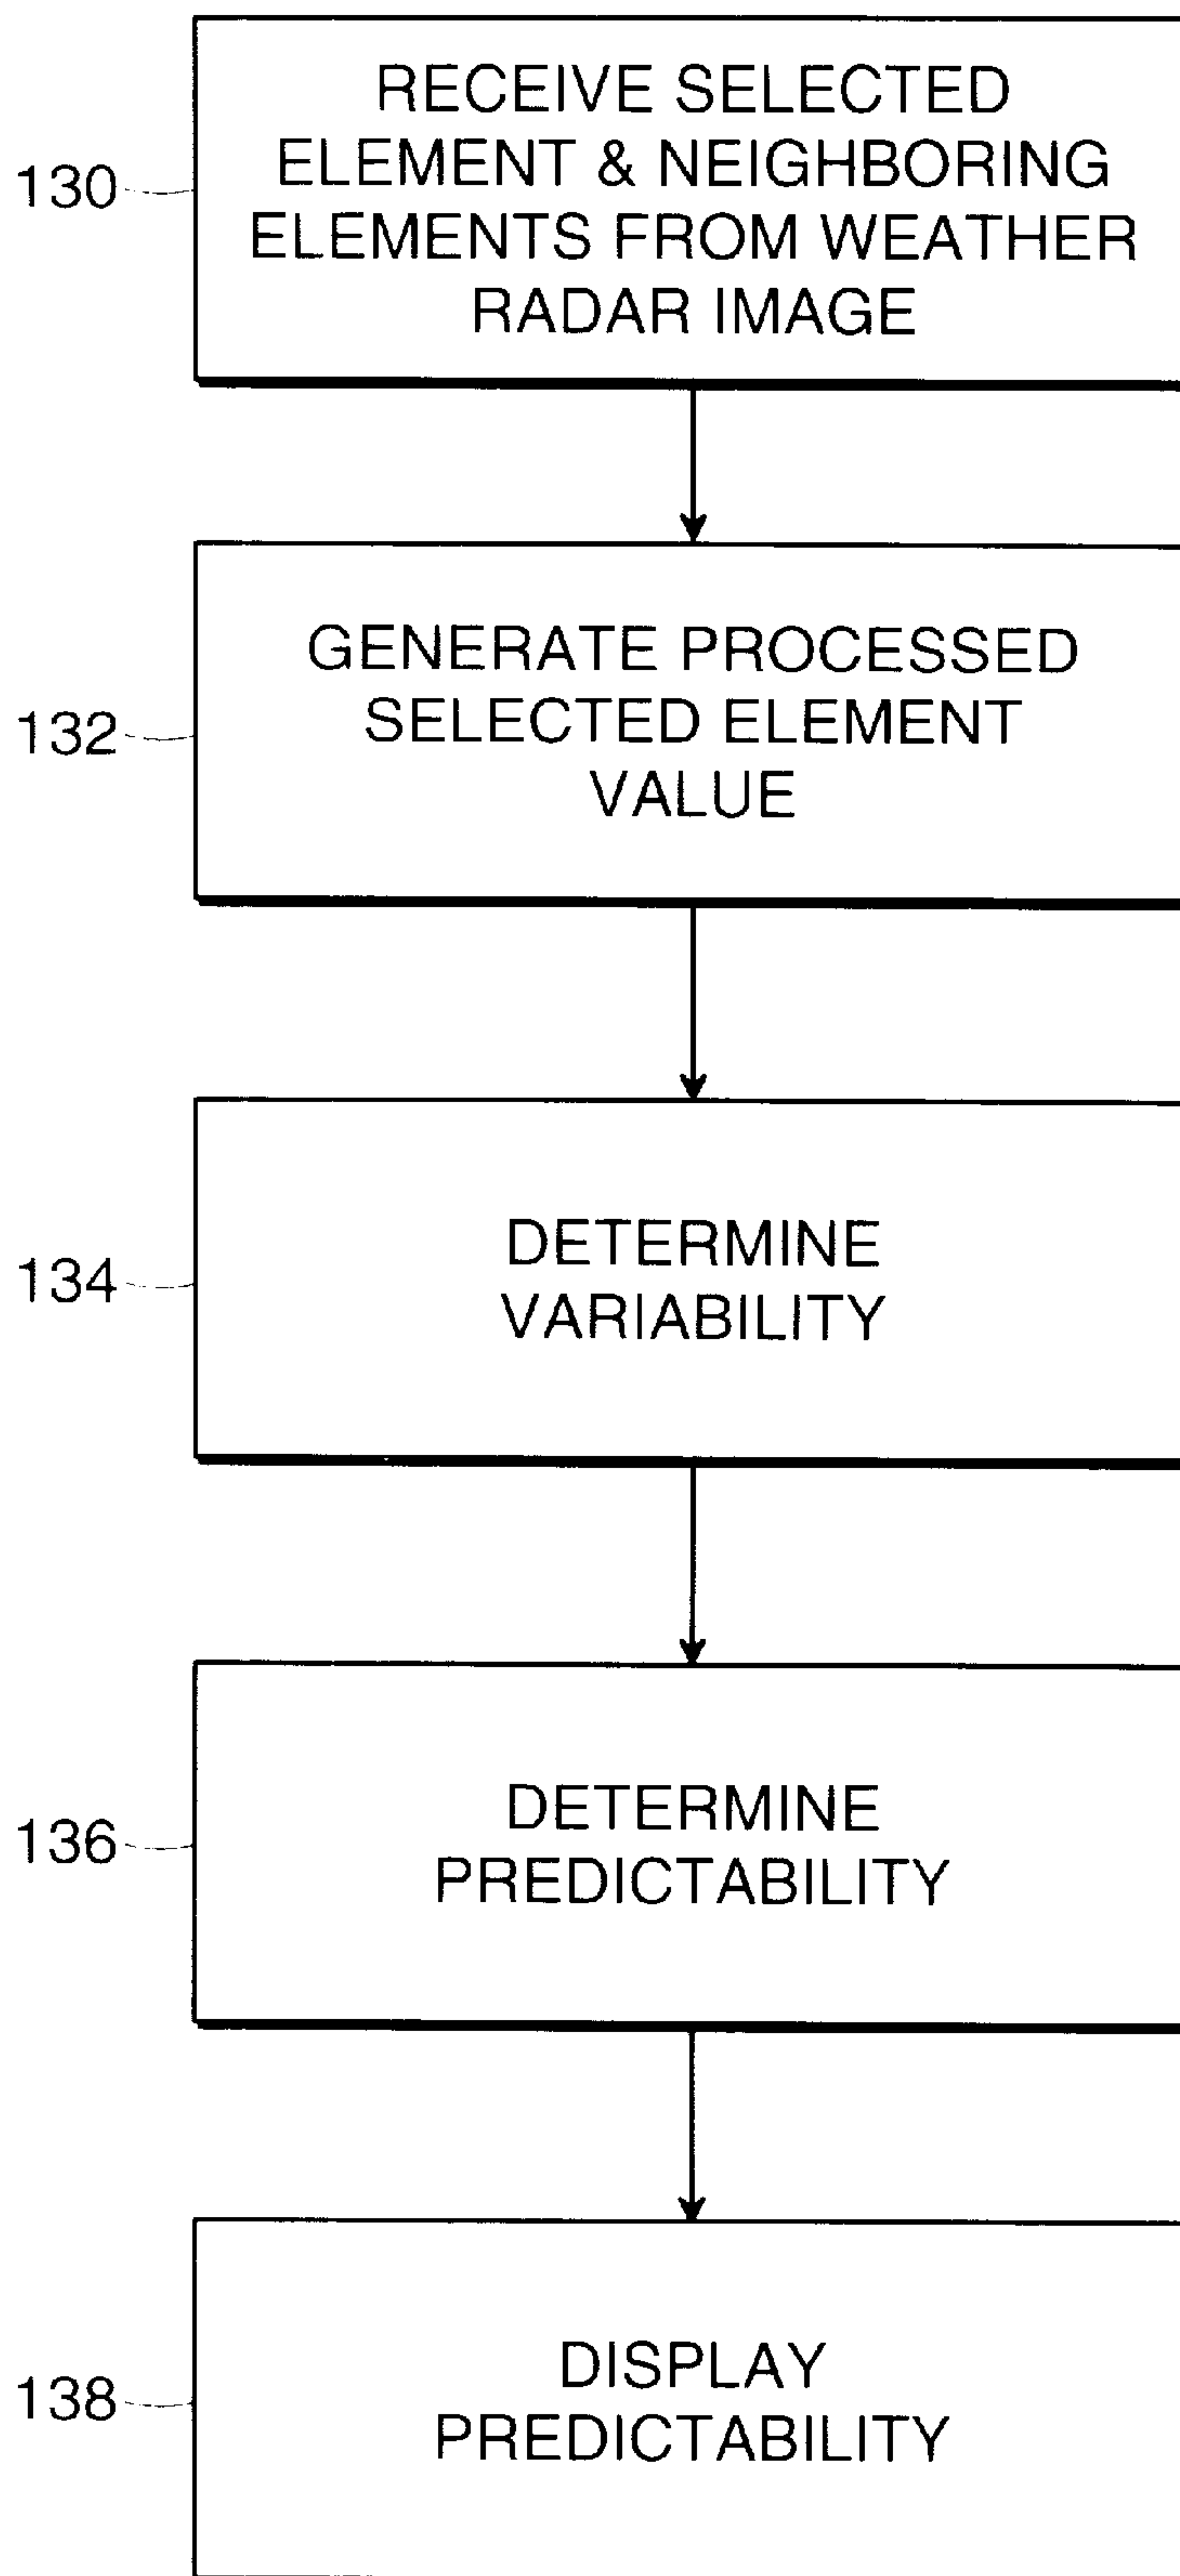 130
RECEIVE SELECTED
ELEMENT & NEIGHBORING
ELEMENTS FROM WEATHER
RADAR IMAGE
132
GENERATE PROCESSED
SELECTED ELEMENT
VALUE
134
DETERMINE
VARIABILITY
136
DETERMINE
PREDICTABILITY
138
DISPLAY
PREDICTABILITY